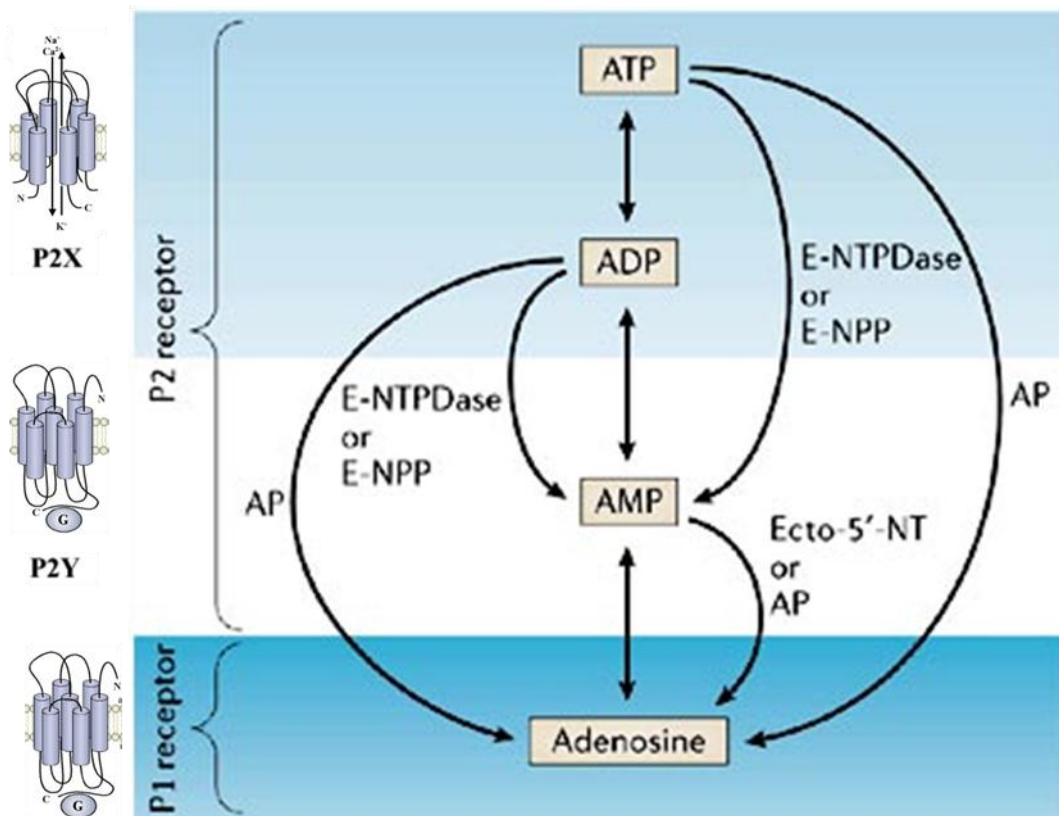 Na⁺
Ca²⁺
N
C
K⁺
P2X
N
C
G
P2Y
N
C
G
P2 receptor
P1 receptor
ATP
ADP
E-NTPDase
or
E-NPP
AP
E-NTPDase
or
E-NPP
AP
AMP
Ecto-5′-NT
or
AP
Adenosine